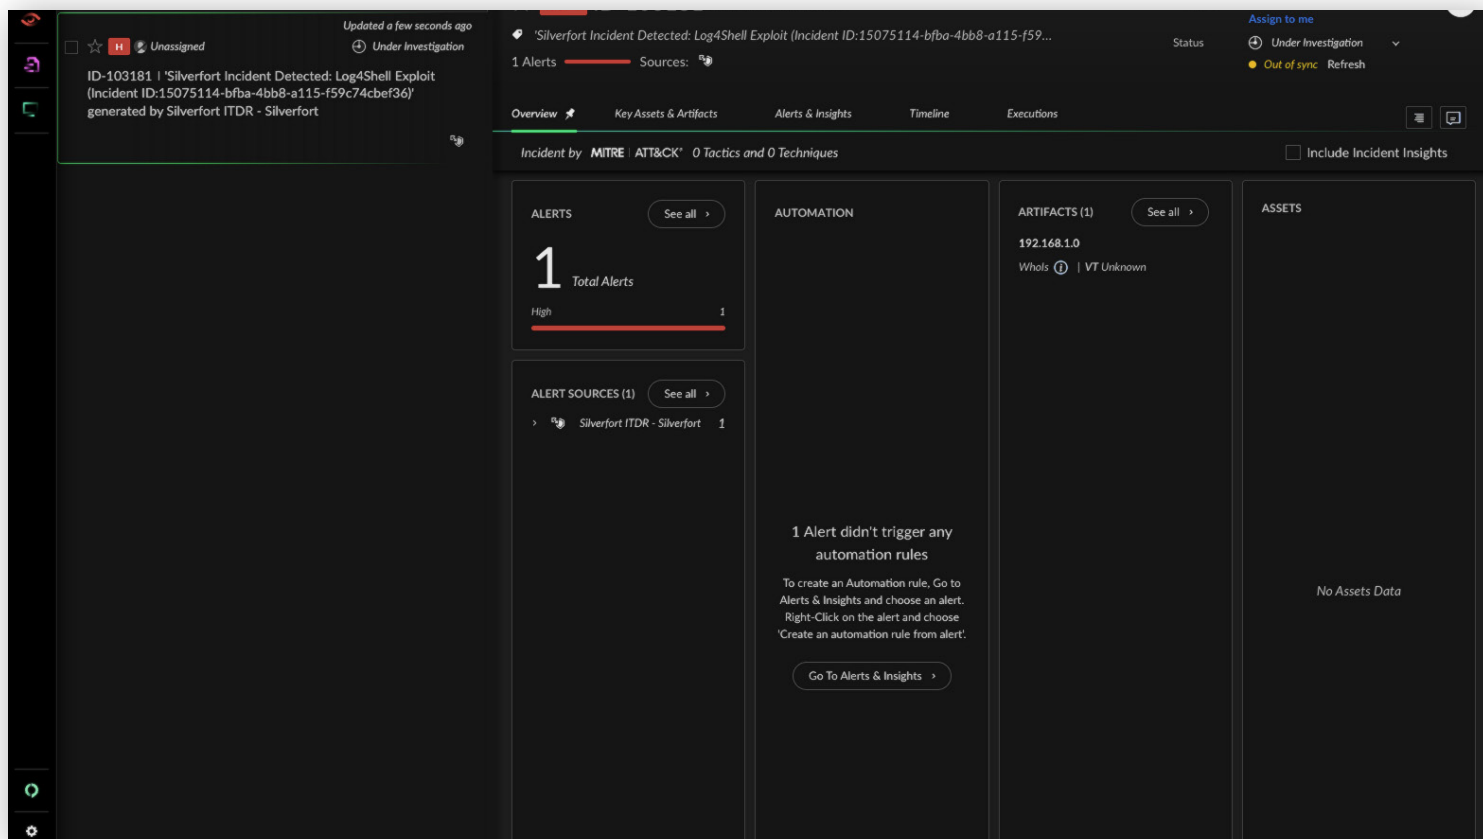 Updated a few seconds ago
H Unassigned
Under Investigation
ID-103181 | 'Silverfort Incident Detected: Log4Shell Exploit
(Incident ID:15075114-bfba-4bb8-a115-f59c74cbef36)'
generated by Silverfort ITDR - Silverfort
'Silverfort Incident Detected: Log4Shell Exploit (Incident ID:15075114-bfba-4bb8-a115-f59...
1 Alerts Sources:
Assign to me
Status Under Investigation
Out of sync Refresh
Overview Key Assets & Artifacts Alerts & Insights Timeline Executions
Incident by MITRE | ATT&CK® 0 Tactics and 0 Techniques
Include Incident Insights
ALERTS See all ›
1 Total Alerts
High 1
ALERT SOURCES (1) See all ›
› Silverfort ITDR - Silverfort 1
AUTOMATION
1 Alert didn't trigger any
automation rules
To create an Automation rule, Go to
Alerts & Insights and choose an alert.
Right-Click on the alert and choose
'Create an automation rule from alert'.
Go To Alerts & Insights ›
ARTIFACTS (1) See all ›
192.168.1.0
WhoIs | VT Unknown
ASSETS
No Assets Data